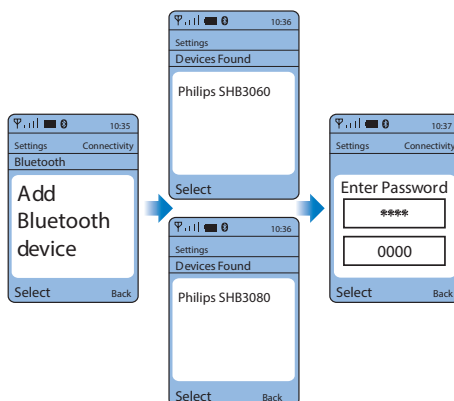 10:35
Settings Connectivity
Bluetooth
Add
Bluetooth
device
Select Back
10:36
Settings
Devices Found
Philips SHB3060
Select
10:36
Settings
Devices Found
Philips SHB3080
Select Back
10:37
Settings Connectivity
Enter Password
****
0000
Select Back